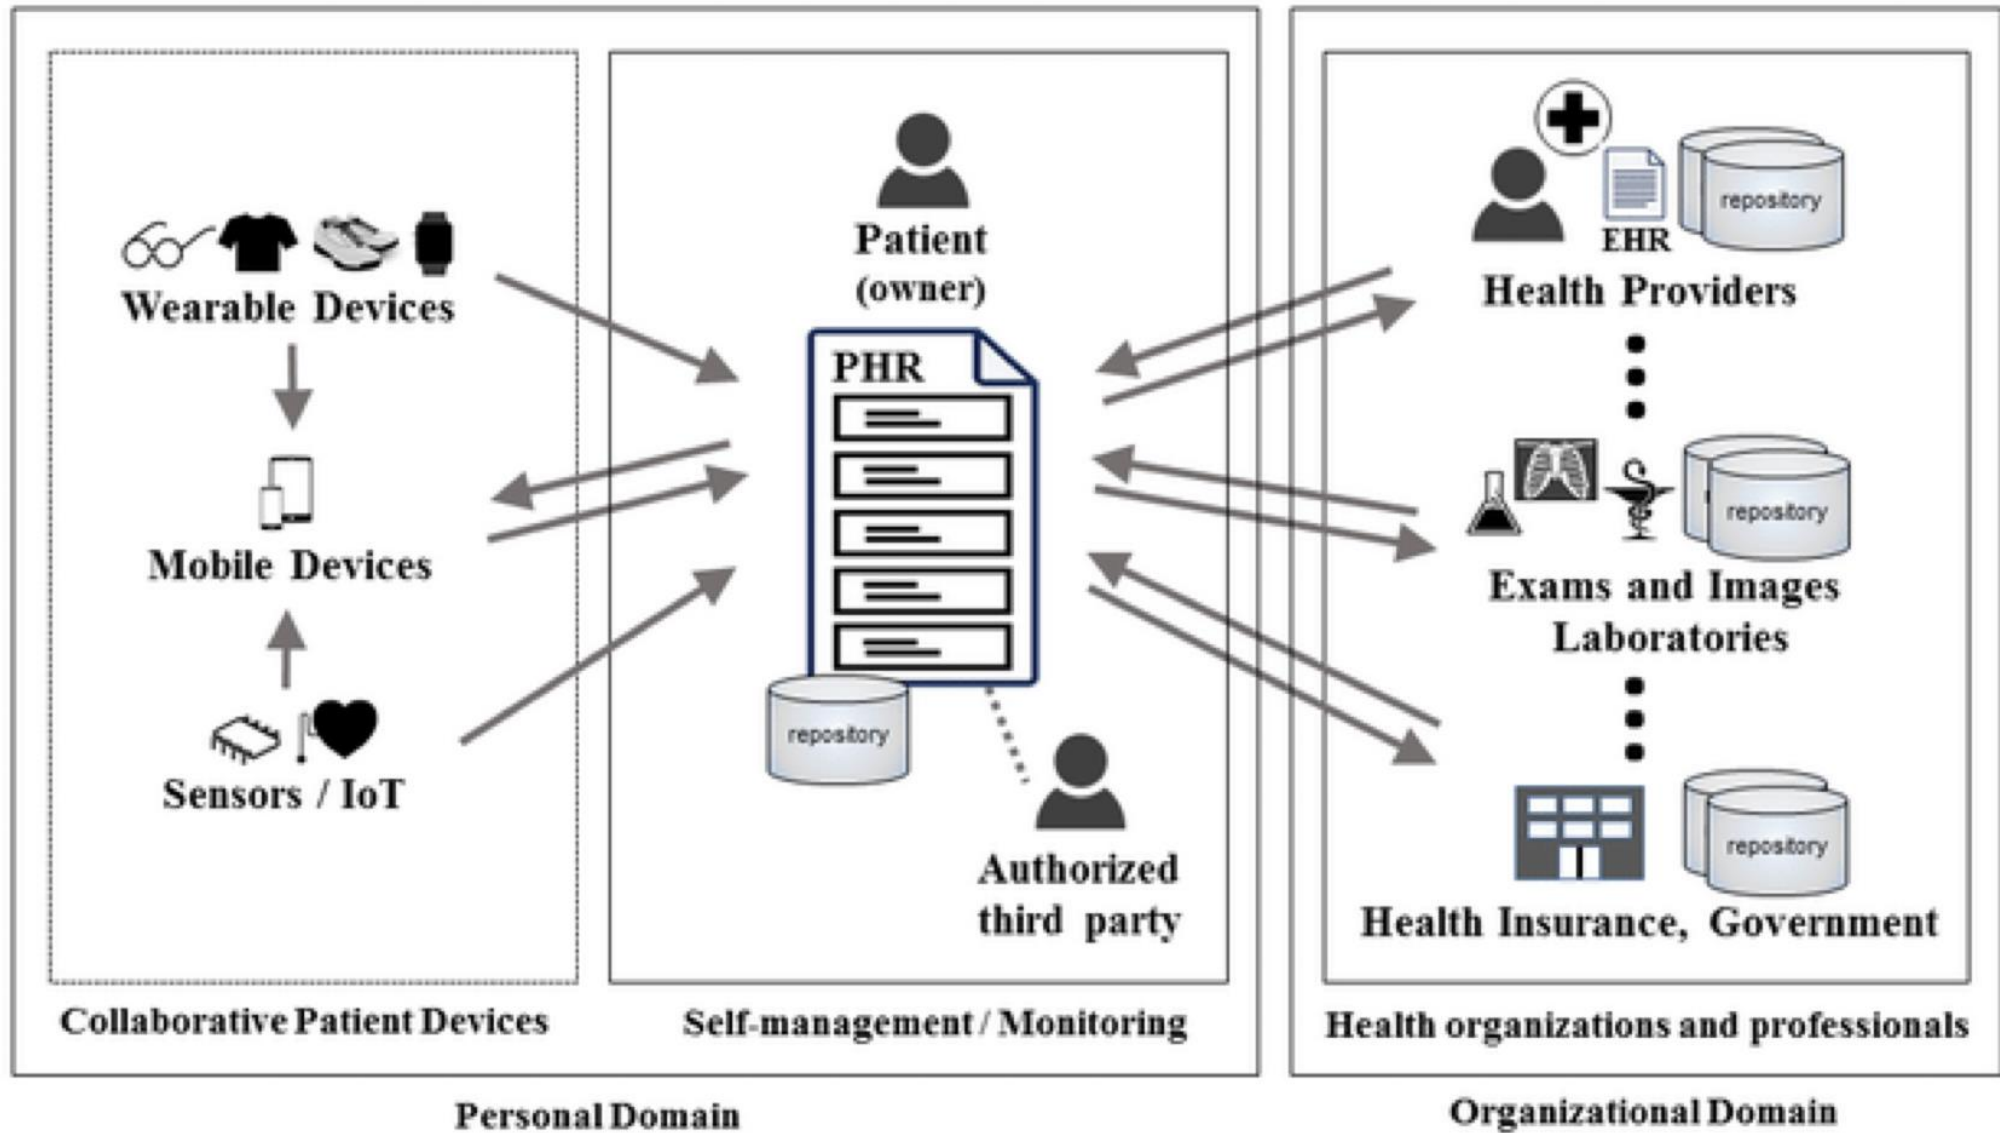 Wearable Devices
Mobile Devices
Sensors / IoT
Collaborative Patient Devices
Patient
(owner)
PHR
repository
Authorized
third party
Self-management / Monitoring
Personal Domain
EHR
repository
Health Providers
repository
Exams and Images
Laboratories
repository
Health Insurance, Government
Health organizations and professionals
Organizational Domain